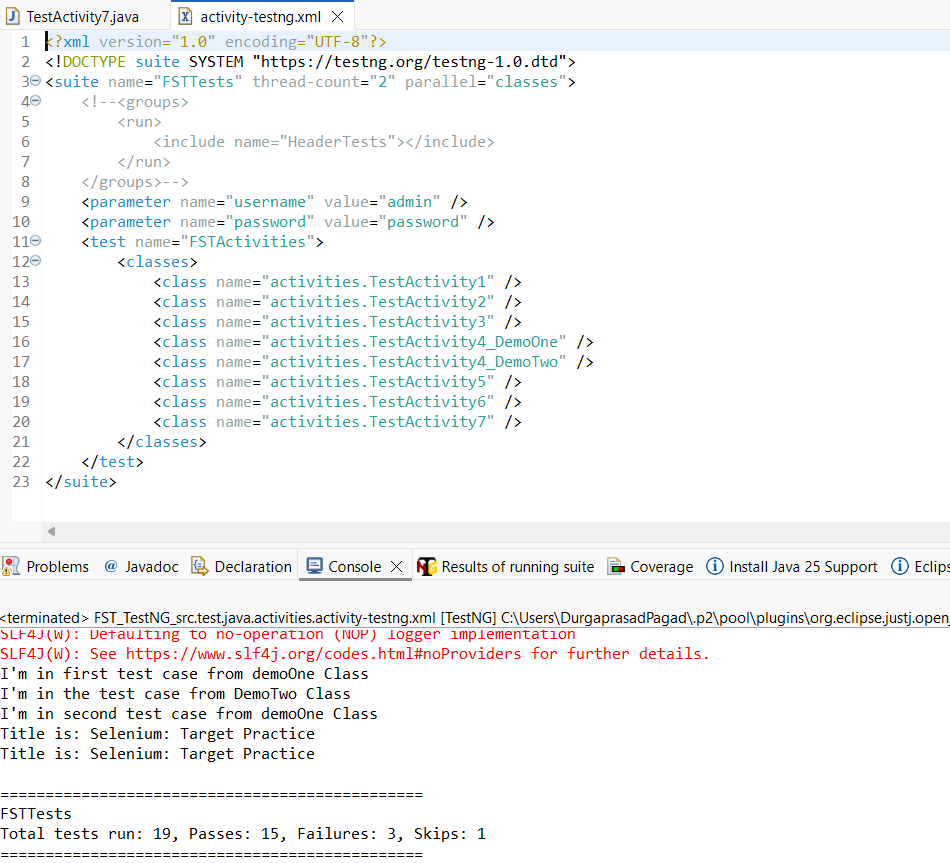 TestActivity7.java activity-testng.xml
1 <?xml version="1.0" encoding="UTF-8"?>
2 <!DOCTYPE suite SYSTEM "https://testng.org/testng-1.0.dtd">
3 <suite name="FSTTests" thread-count="2" parallel="classes">
4 <!--<groups>
5 <run>
6 <include name="HeaderTests"></include>
7 </run>
8 </groups>-->
9 <parameter name="username" value="admin" />
10 <parameter name="password" value="password" />
11 <test name="FSTActivities">
12 <classes>
13 <class name="activities.TestActivity1" />
14 <class name="activities.TestActivity2" />
15 <class name="activities.TestActivity3" />
16 <class name="activities.TestActivity4_DemoOne" />
17 <class name="activities.TestActivity4_DemoTwo" />
18 <class name="activities.TestActivity5" />
19 <class name="activities.TestActivity6" />
20 <class name="activities.TestActivity7" />
21 </classes>
22 </test>
23 </suite>
Problems @ Javadoc Declaration Console Results of running suite Coverage Install Java 25 Support Eclips
<terminated> FST_TestNG_src.test.java.activities.activity-testng.xml [TestNG] C:\Users\DurgaprasadPagad\.p2\pool\plugins\org.eclipse.justj.open
SLF4J(W): Defaulting to no-operation (NOP) logger implementation
SLF4J(W): See https://www.slf4j.org/codes.html#noProviders for further details.
I'm in first test case from demoOne Class
I'm in the test case from DemoTwo Class
I'm in second test case from demoOne Class
Title is: Selenium: Target Practice
Title is: Selenium: Target Practice
===============================================
FSTTests
Total tests run: 19, Passes: 15, Failures: 3, Skips: 1
===============================================